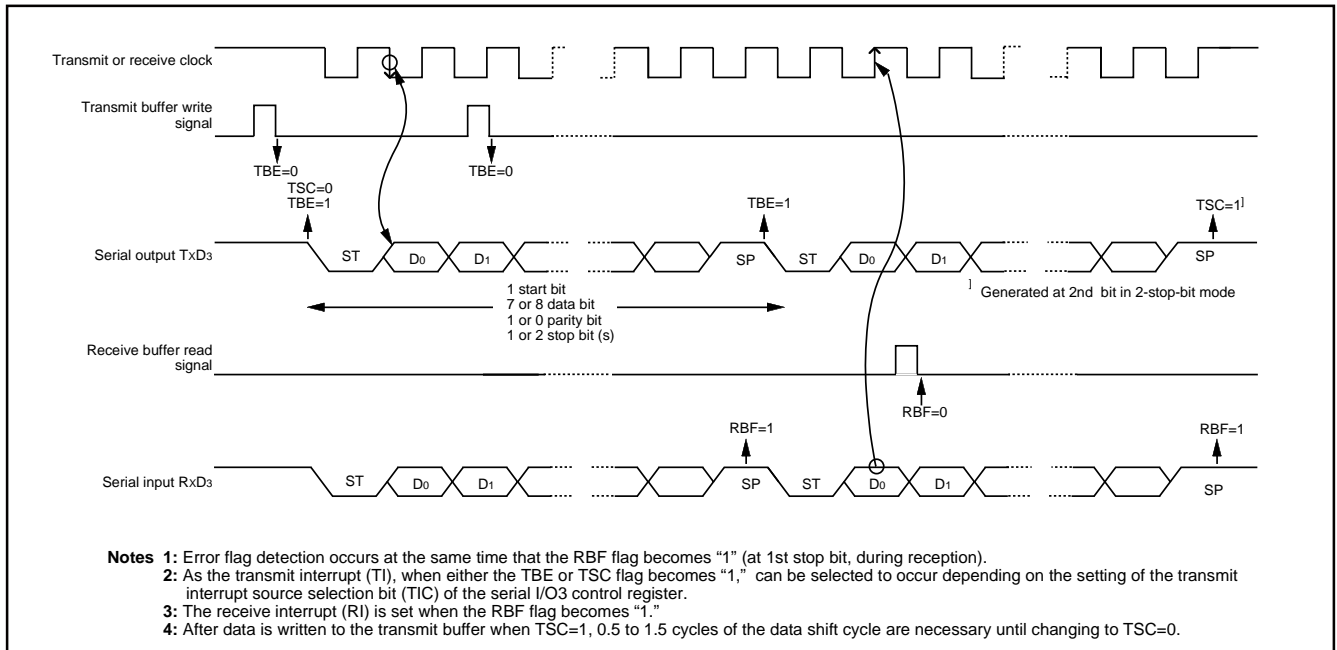 Transmit or receive clock
Transmit buffer write
signal
TBE=0
TSC=0
TBE=1
TBE=0
TBE=1
TSC=1]
Serial output TxD3
ST
D0
D1
SP
ST
D0
D1
SP
1 start bit
7 or 8 data bit
1 or 0 parity bit
1 or 2 stop bit (s)
] Generated at 2nd bit in 2-stop-bit mode
Receive buffer read
signal
RBF=0
RBF=1
RBF=1
Serial input RxD3
ST
D0
D1
SP
ST
D0
D1
SP
Notes 1: Error flag detection occurs at the same time that the RBF flag becomes “1” (at 1st stop bit, during reception).
2: As the transmit interrupt (TI), when either the TBE or TSC flag becomes “1,” can be selected to occur depending on the setting of the transmit
interrupt source selection bit (TIC) of the serial I/O3 control register.
3: The receive interrupt (RI) is set when the RBF flag becomes “1.”
4: After data is written to the transmit buffer when TSC=1, 0.5 to 1.5 cycles of the data shift cycle are necessary until changing to TSC=0.